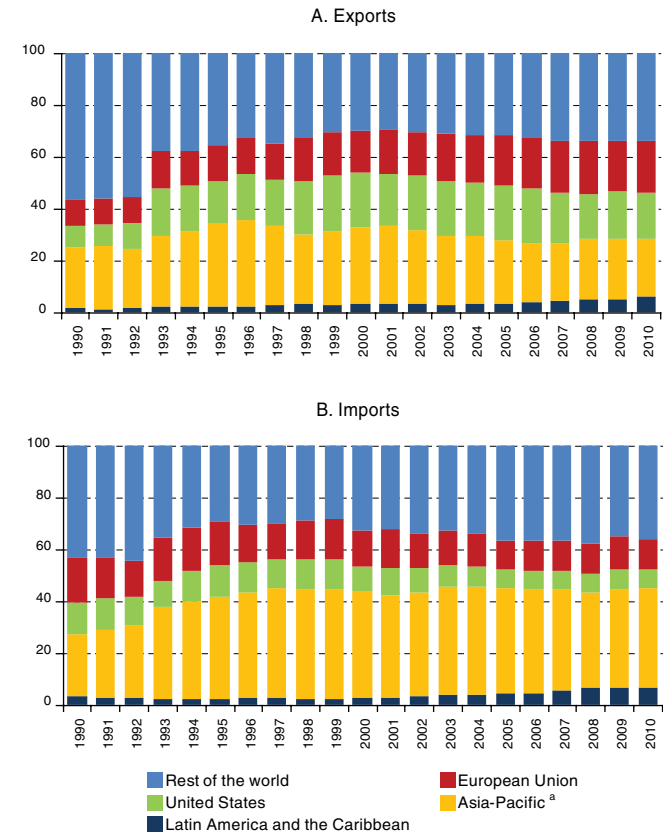 A. Exports
100
80
60
40
20
0
1990 1991 1992 1993 1994 1995 1996 1997 1998 1999 2000 2001 2002 2003 2004 2005 2006 2007 2008 2009 2010
B. Imports
100
80
60
40
20
0
1990 1991 1992 1993 1994 1995 1996 1997 1998 1999 2000 2001 2002 2003 2004 2005 2006 2007 2008 2009 2010
Rest of the world European Union
United States Asia-Pacific a
Latin America and the Caribbean